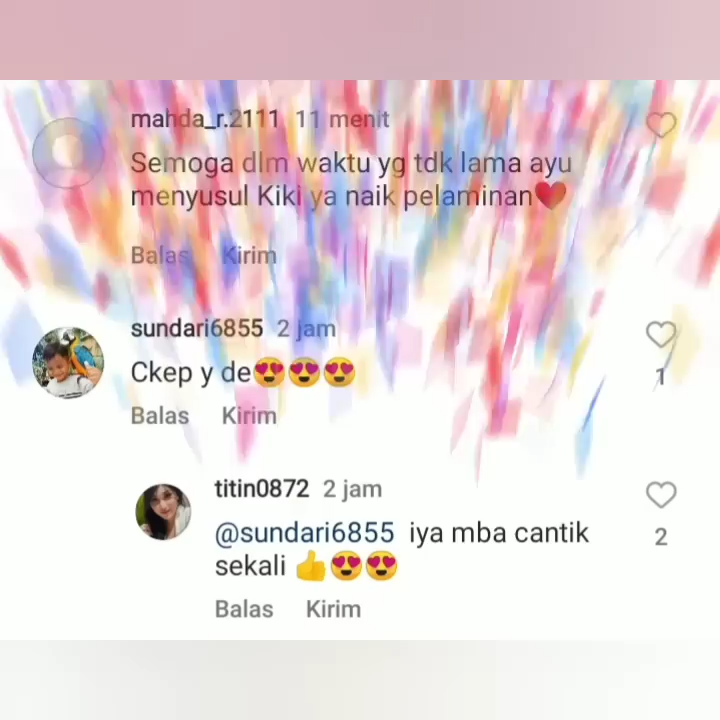 mahda_r.2111 11 menit
Semoga dlm waktu yg tdk lama ayu
menyusul Kiki ya naik pelaminan❤️
Balas Kirim
sundari6855 2 jam
Ckep y de😍😍😍
1
Balas Kirim
titin0872 2 jam
@sundari6855 iya mba cantik
2
sekali 👍😍😍
Balas Kirim